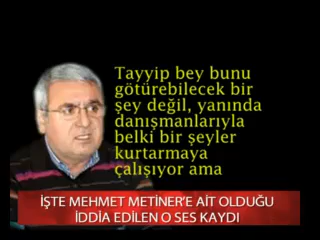 Tayyip bey bunu
götürebilecek bir
şey değil, yanında
danışmanlarıyla
belki bir şeyler
kurtarmaya
çalışıyor ama
İŞTE MEHMET METİNER'E AİT OLDUĞU
İDDİA EDİLEN O SES KAYDI